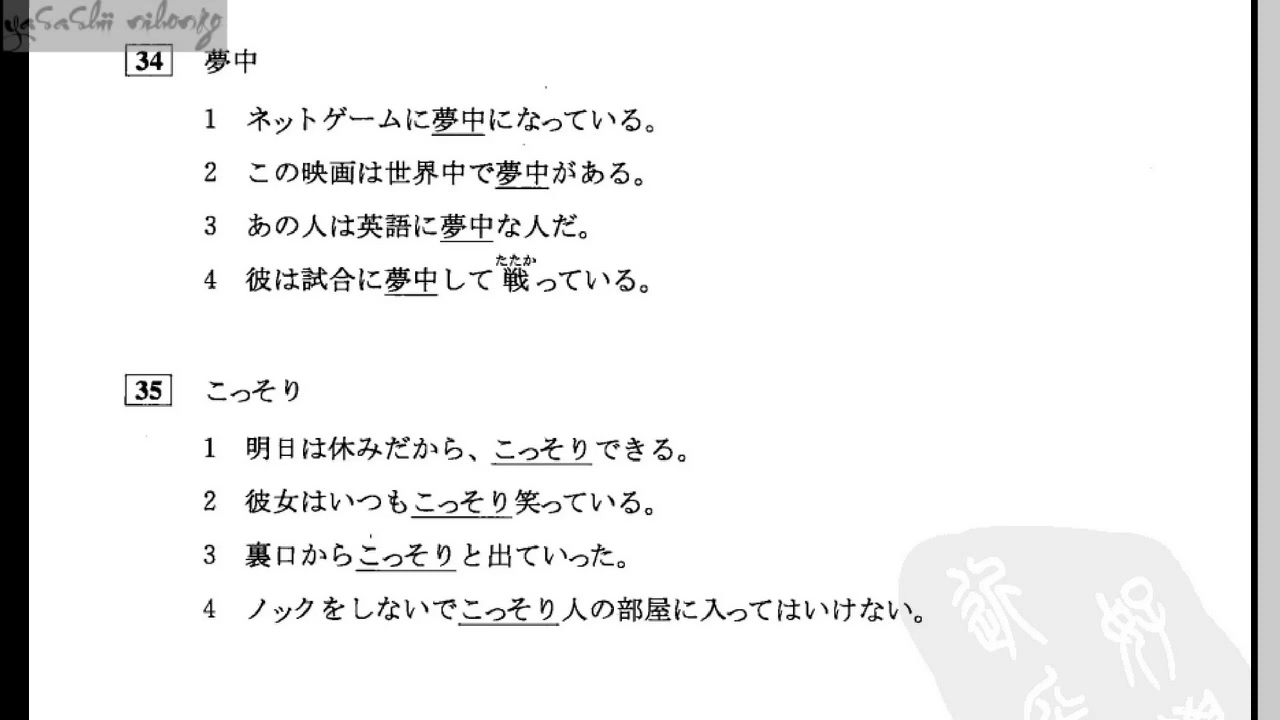 yaSaShii nihongo
34 夢中
1 ネットゲームに夢中になっている。
2 この映画は世界中で夢中がある。
3 あの人は英語に夢中な人だ。
たたか
4 彼は試合に夢中して戦っている。
35 こっそり
1 明日は休みだから、こっそりできる。
2 彼女はいつもこっそり笑っている。
3 裏口からこっそりと出ていった。
4 ノックをしないでこっそり人の部屋に入ってはいけない。